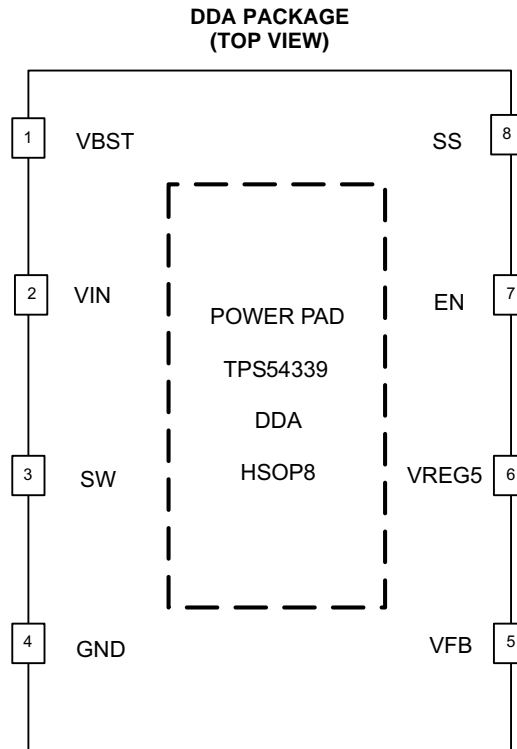 DDA PACKAGE
(TOP VIEW)
1 VBST SS 8
2 VIN EN 7
3 SW VREG5 6
4 GND VFB 5
POWER PAD
TPS54339
DDA
HSOP8